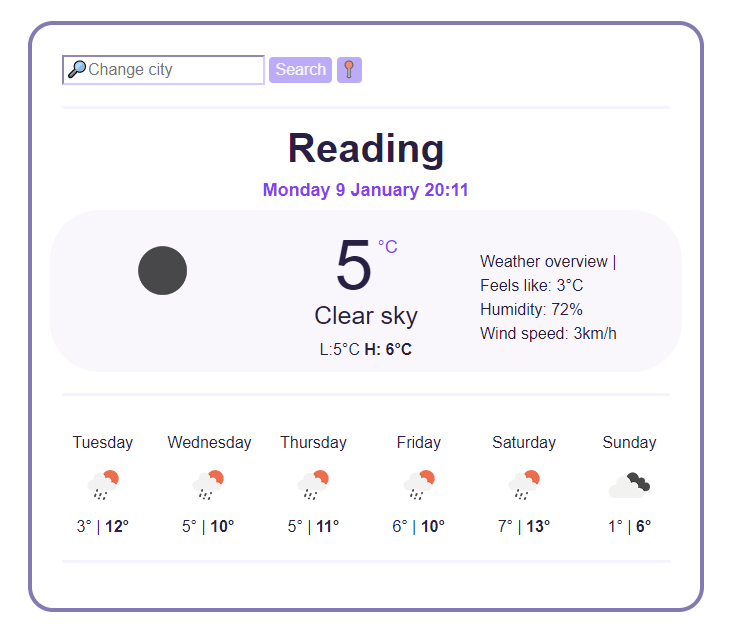 Change city Search
Reading
Monday 9 January 20:11
5 °C
Clear sky
L:5°C H: 6°C
Weather overview |
Feels like: 3°C
Humidity: 72%
Wind speed: 3km/h
Tuesday Wednesday Thursday Friday Saturday Sunday
3° | 12° 5° | 10° 5° | 11° 6° | 10° 7° | 13° 1° | 6°